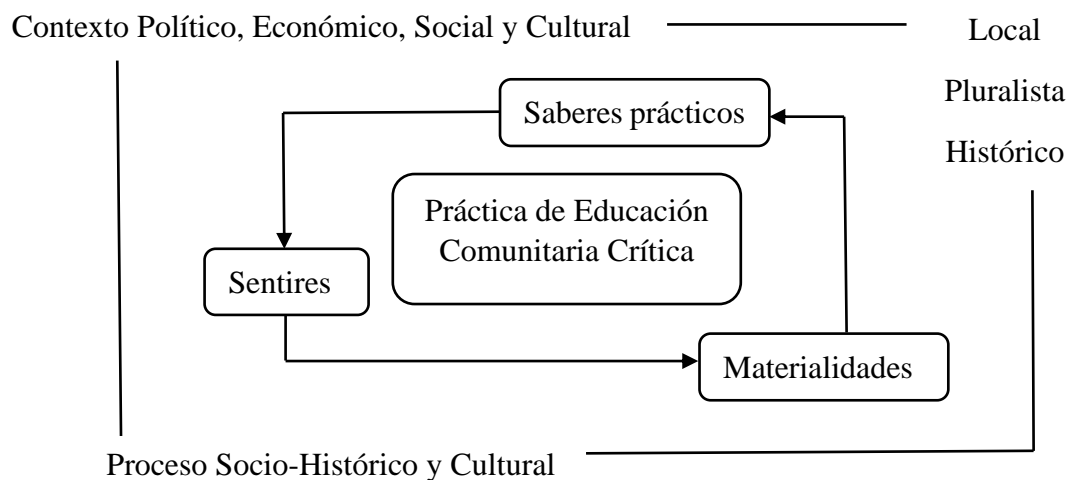 Contexto Político, Económico, Social y Cultural
Local
Pluralista
Histórico
Saberes prácticos
Práctica de Educación
Comunitaria Crítica
Sentires
Materialidades
Proceso Socio-Histórico y Cultural